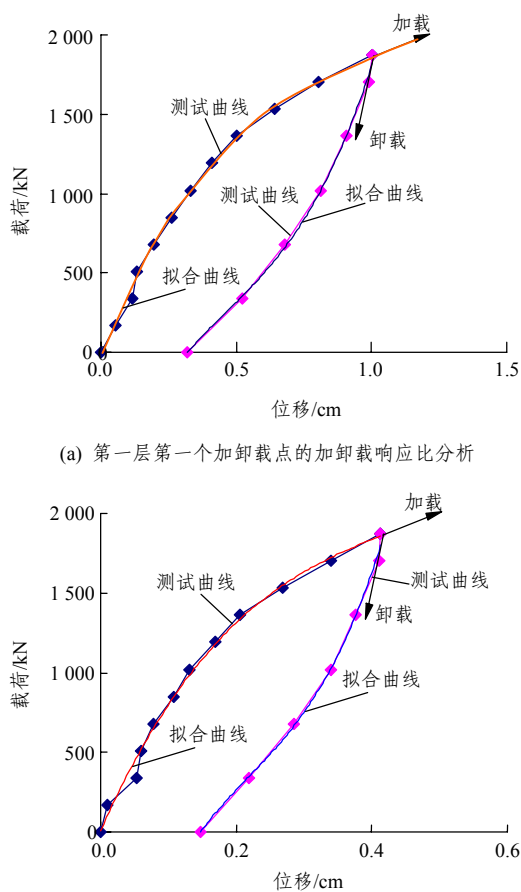 加载
2 000
测试曲线
1 500
卸载
载荷/kN
1 000
测试曲线
拟合曲线
500
拟合曲线
0
0.0
0.5
1.0
1.5
位移/cm
(a) 第一层第一个加卸载点的加卸载响应比分析
加载
2 000
测试曲线
测试曲线
1 500
卸载
载荷/kN
1 000
拟合曲线
拟合曲线
500
0
0.0
0.2
0.4
0.6
位移/cm